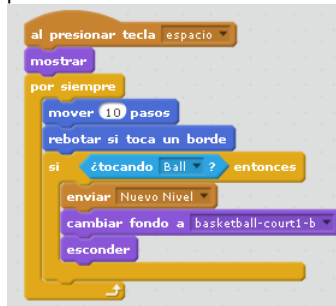 al presionar tecla espacio
mostrar
por siempre
mover 10 pasos
rebotar si toca un borde
si ¿tocando Ball ? entonces
enviar Nuevo Nivel
cambiar fondo a basketball-court1-b
esconder